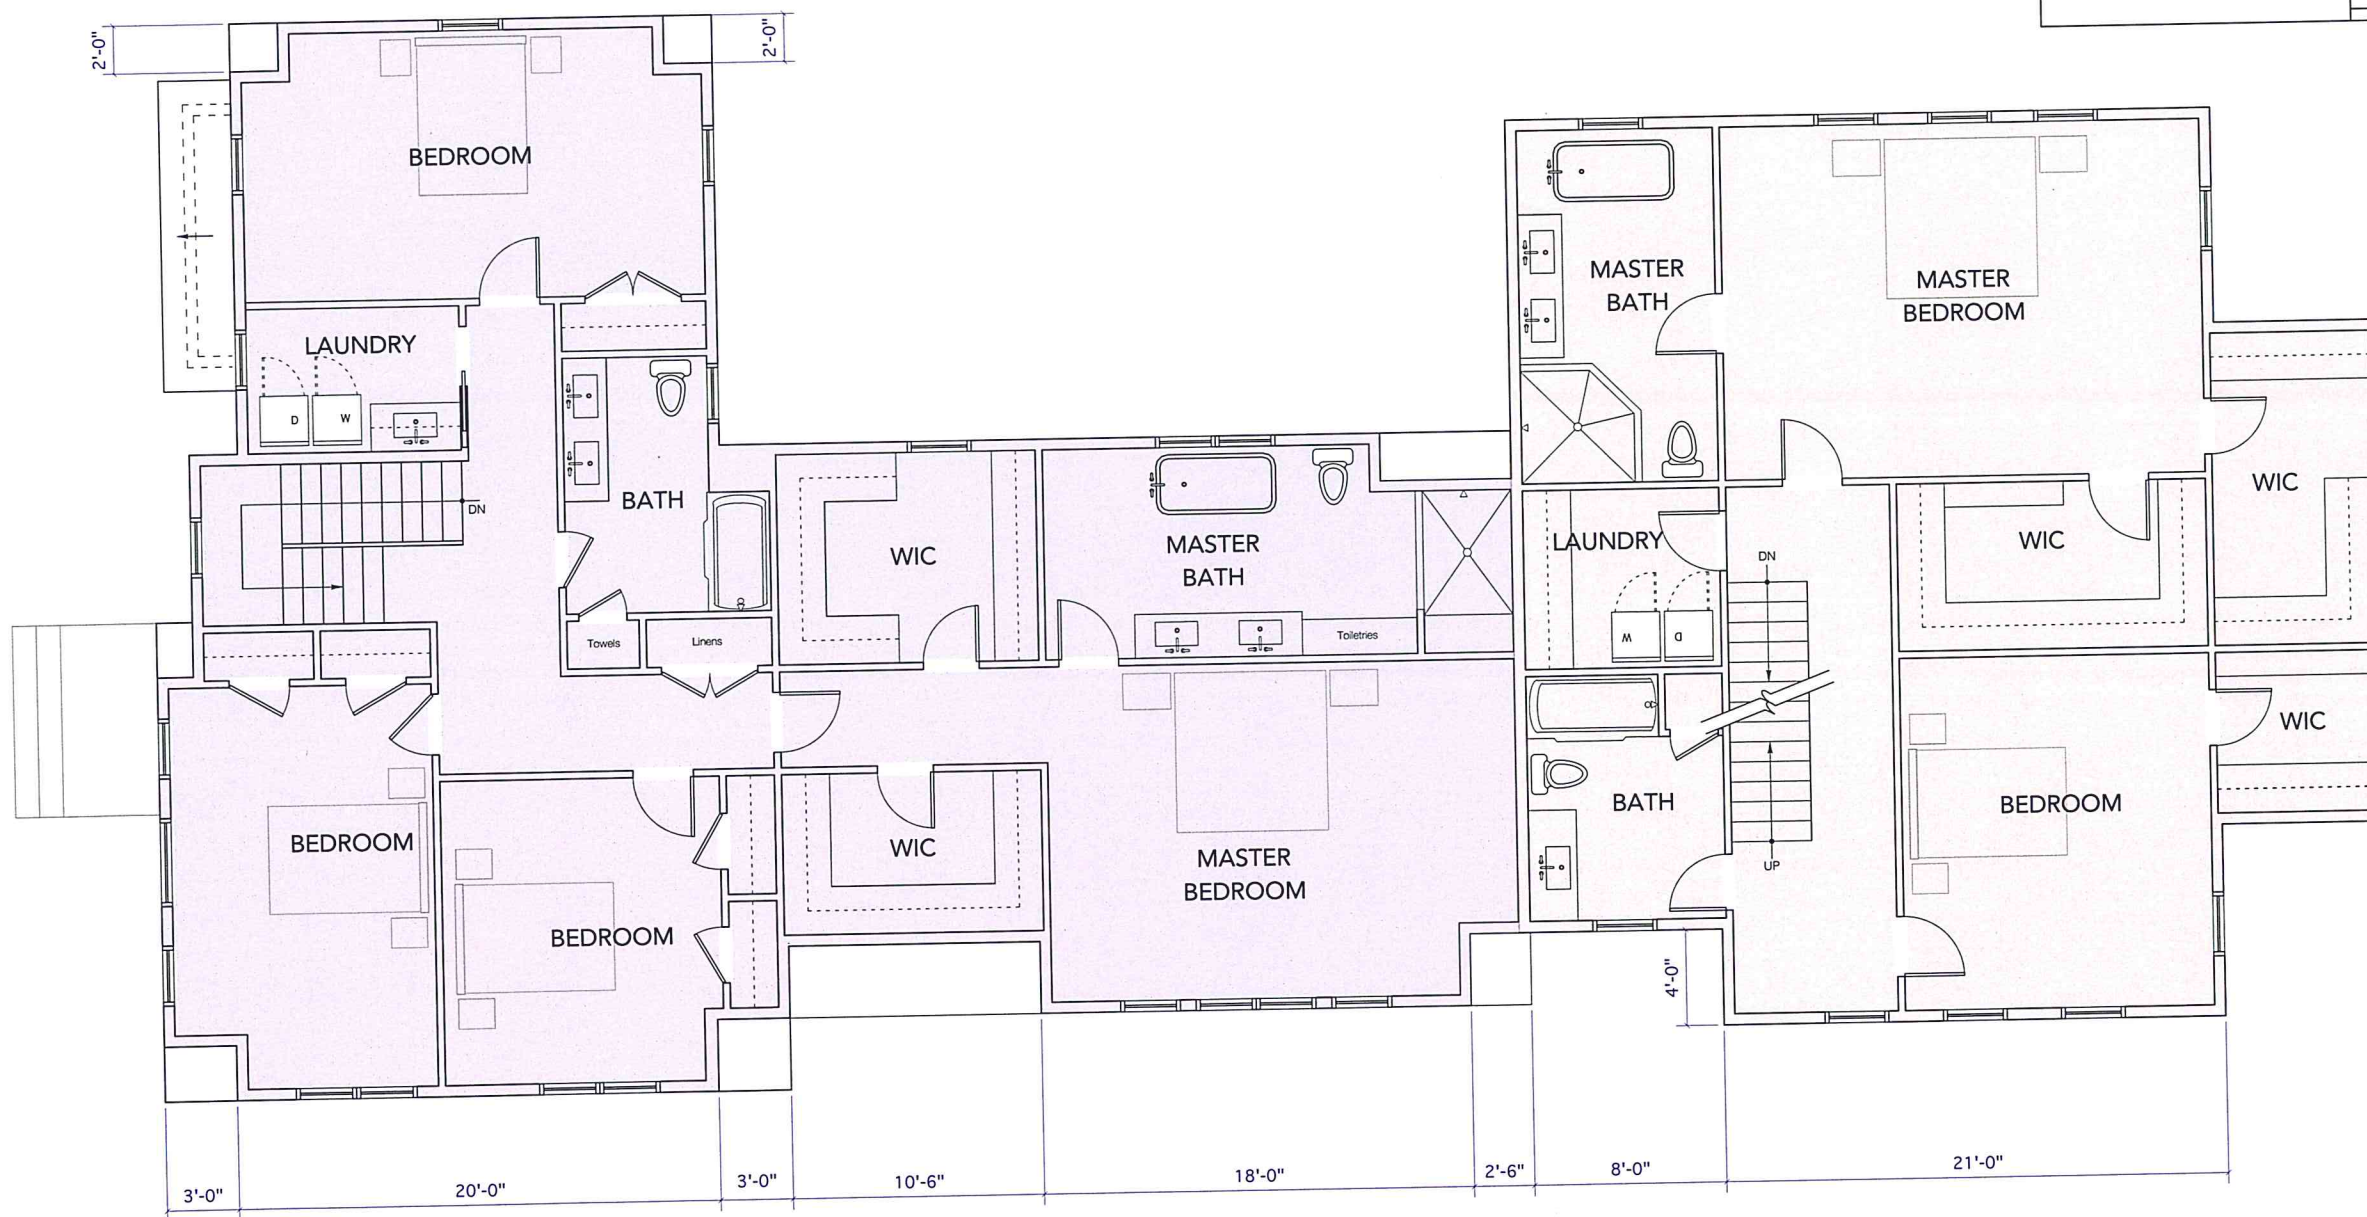 2'-0"
2'-0"
BEDROOM
LAUNDRY
D
W
DN
BATH
Towels
Linens
WIC
MASTER
BATH
Toiletries
WIC
MASTER
BEDROOM
BEDROOM
BEDROOM
MASTER
BATH
MASTER
BEDROOM
LAUNDRY
W
D
DN
WIC
WIC
WIC
BATH
UP
BEDROOM
4'-0"
3'-0"
20'-0"
3'-0"
10'-6"
18'-0"
2'-6"
8'-0"
21'-0"